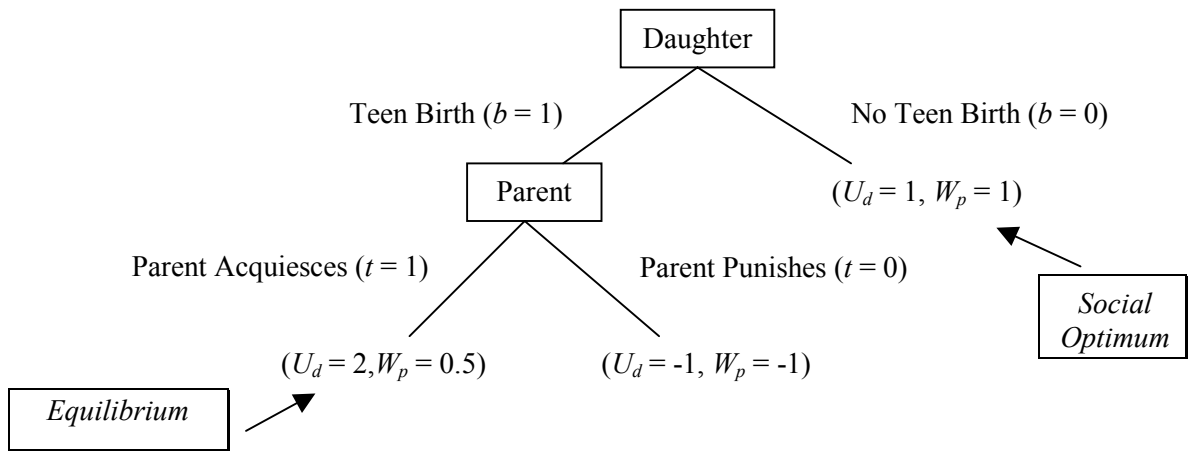 Daughter
Teen Birth (b = 1)
No Teen Birth (b = 0)
Parent
(U_d = 1, W_p = 1)
Parent Acquiesces (t = 1)
Parent Punishes (t = 0)
Social
Optimum
(U_d = 2,W_p = 0.5)
(U_d = -1, W_p = -1)
Equilibrium